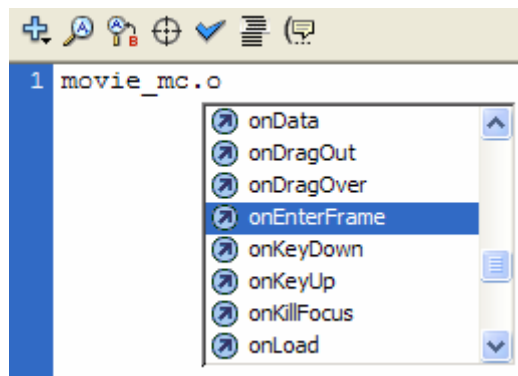 1 movie_mc.o
onData
onDragOut
onDragOver
onEnterFrame
onKeyDown
onKeyUp
onKillFocus
onLoad